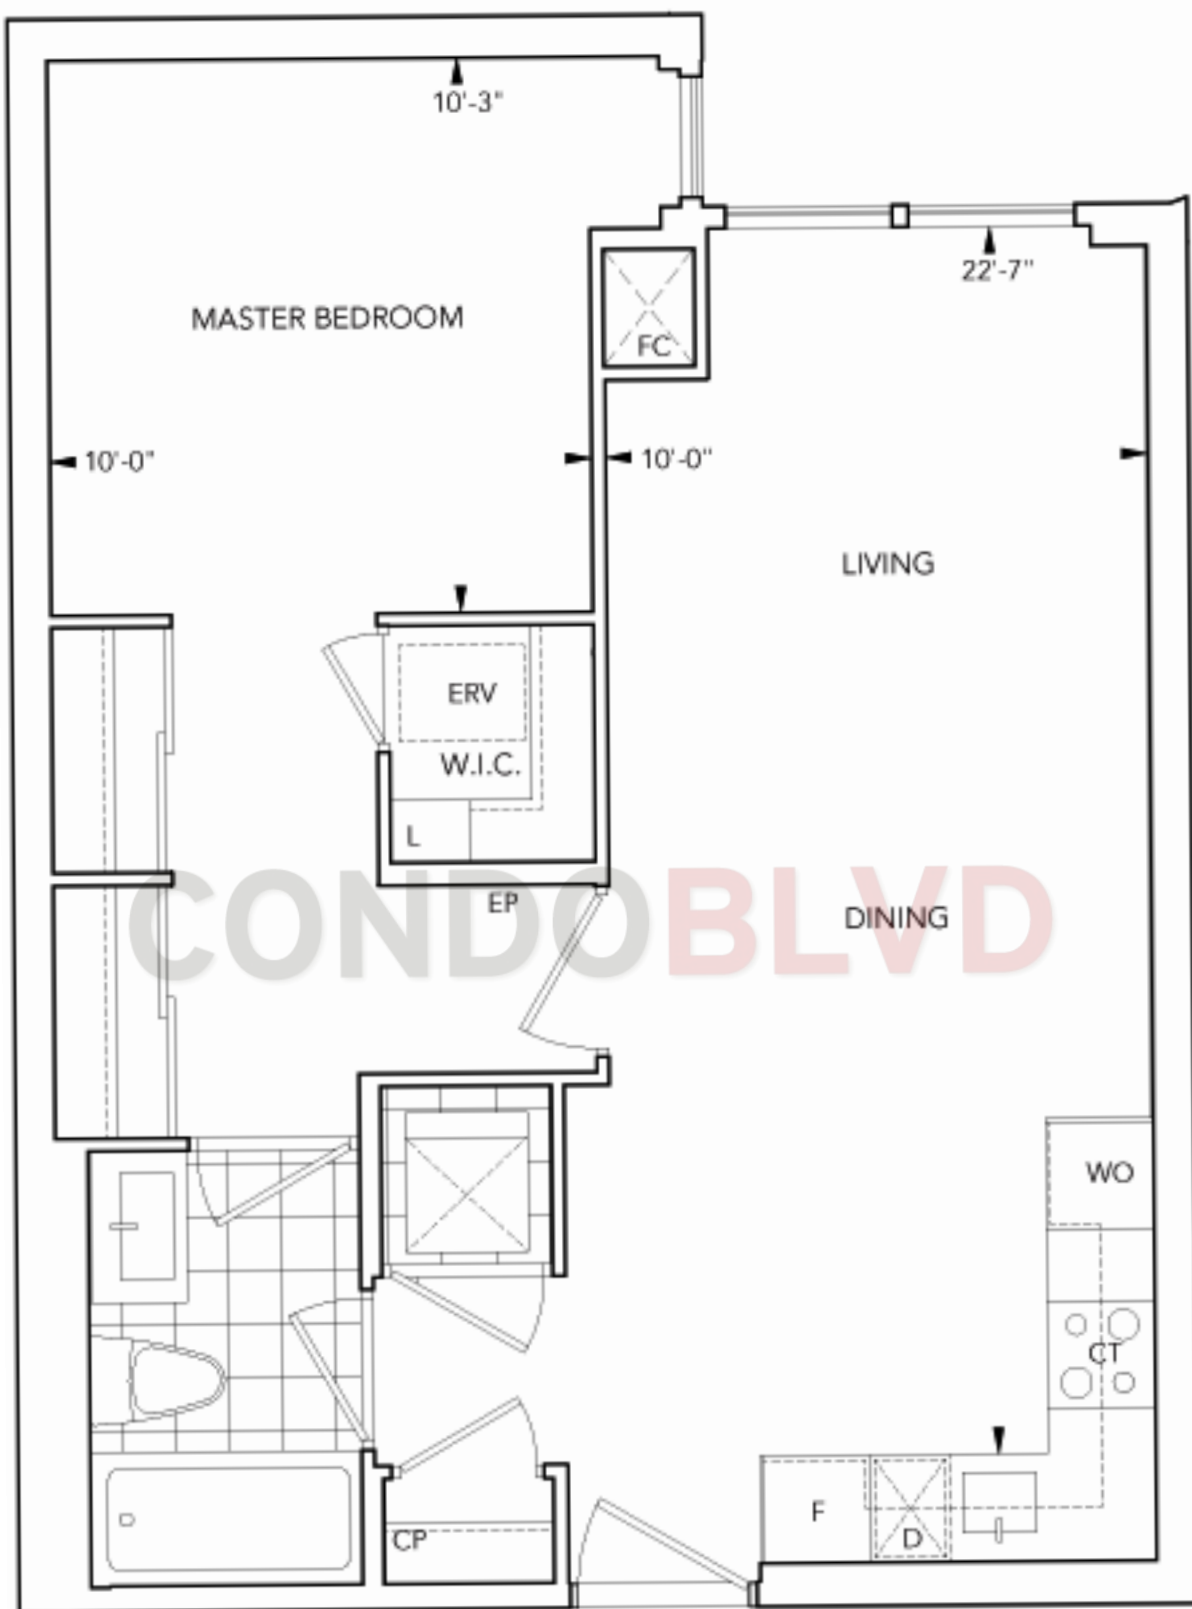 10'-3"
22'-7"
MASTER BEDROOM
FC
10'-0"
10'-0"
LIVING
ERV
W.I.C.
L
EP
DINING
CONDOBLVD
WO
CT
F
D
CP